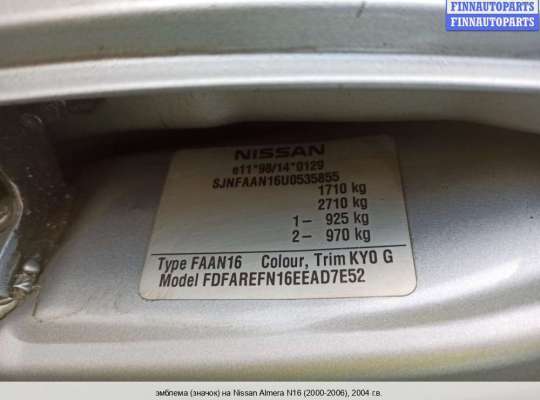 FINNAUTOPARTS
FINNAUTOPARTS
NISSAN
e11*98/14*0129
SJNFAAN16U0535855
1710 kg
2710 kg
1- 925 kg
2- 970 kg
Type FAAN16 Colour, Trim KY0 G
Model FDFAREFN16EEAD7E52
эмблема (значок) на Nissan Almera N16 (2000-2006), 2004 г.в.